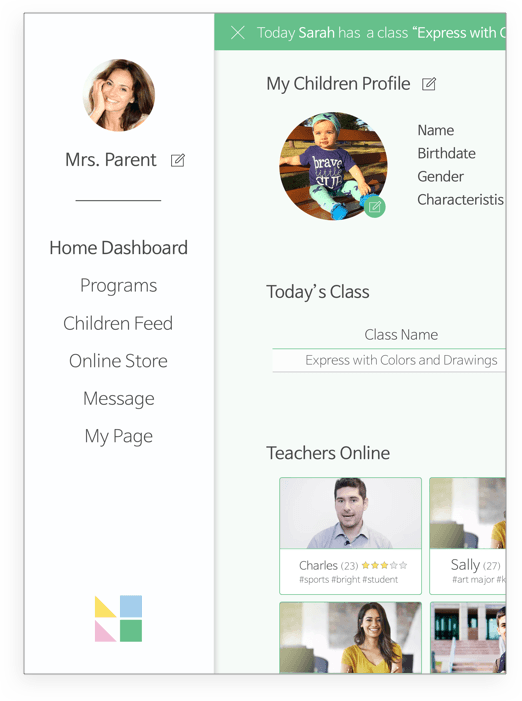 Today Sarah has a class “Express with C
Mrs. Parent
Home Dashboard
Programs
Children Feed
Online Store
Message
My Page
My Children Profile
brave
little
Name
Birthdate
Gender
Characteristis
Today’s Class
Class Name
Express with Colors and Drawings
Teachers Online
Charles (23)
#sports #bright #student
Sally (27)
#art major #k